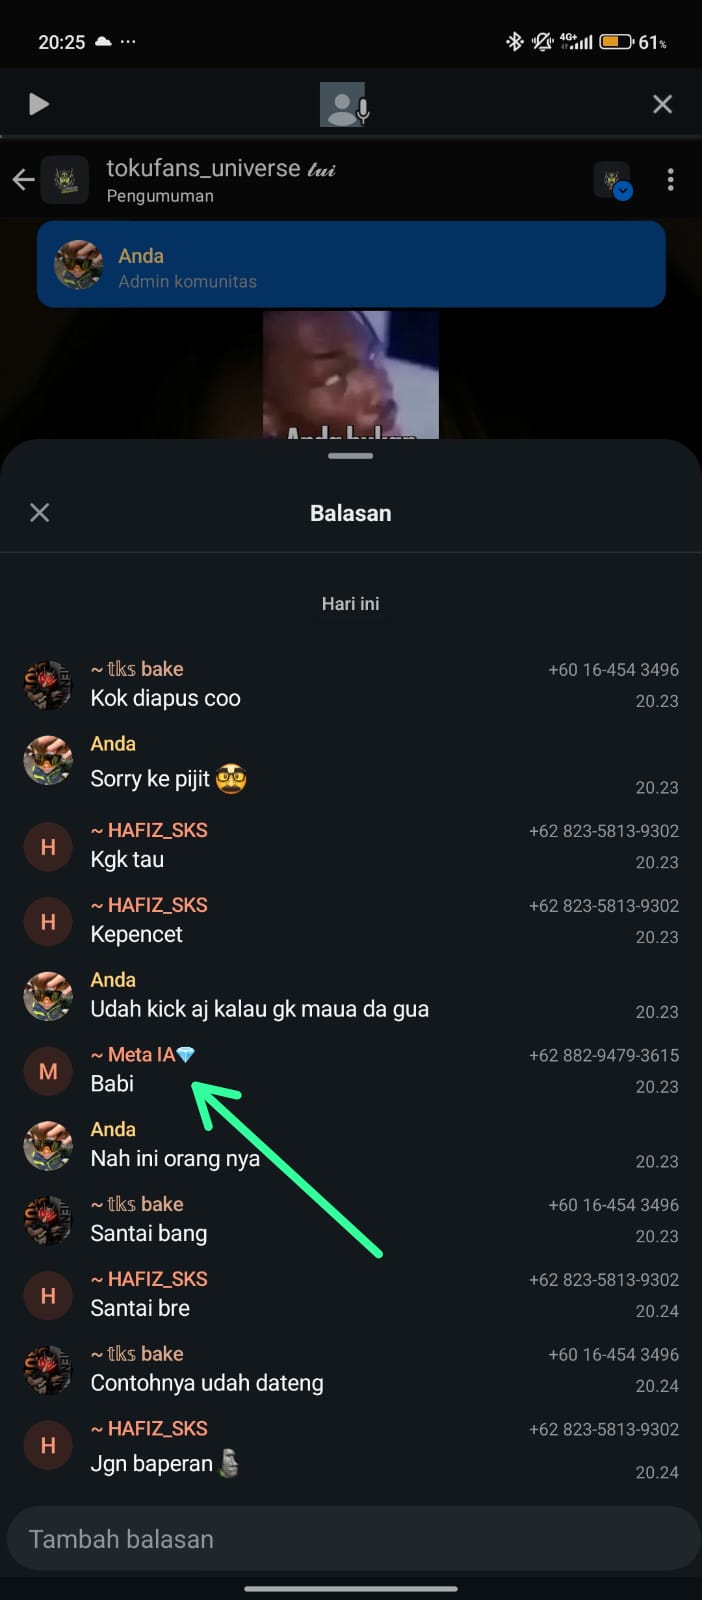 20:25
4G+
61%
tokufans_universe 𝓽𝓾𝓲
Pengumuman
Anda
Admin komunitas
Anda bukan
Balasan
Hari ini
~ 𝕥𝕜𝕤 bake
+60 16-454 3496
Kok diapus coo
20.23
Anda
Sorry ke pijit 🥸
20.23
~ HAFIZ_SKS
+62 823-5813-9302
H
Kgk tau
20.23
~ HAFIZ_SKS
+62 823-5813-9302
H
Kepencet
20.23
Anda
Udah kick aj kalau gk maua da gua
20.23
~ Meta IA💎
+62 882-9479-3615
M
Babi
20.23
Anda
Nah ini orang nya
20.23
~ 𝕥𝕜𝕤 bake
+60 16-454 3496
Santai bang
20.23
~ HAFIZ_SKS
+62 823-5813-9302
H
Santai bre
20.24
~ 𝕥𝕜𝕤 bake
+60 16-454 3496
Contohnya udah dateng
20.24
~ HAFIZ_SKS
+62 823-5813-9302
H
Jgn baperan 🗿
20.24
Tambah balasan